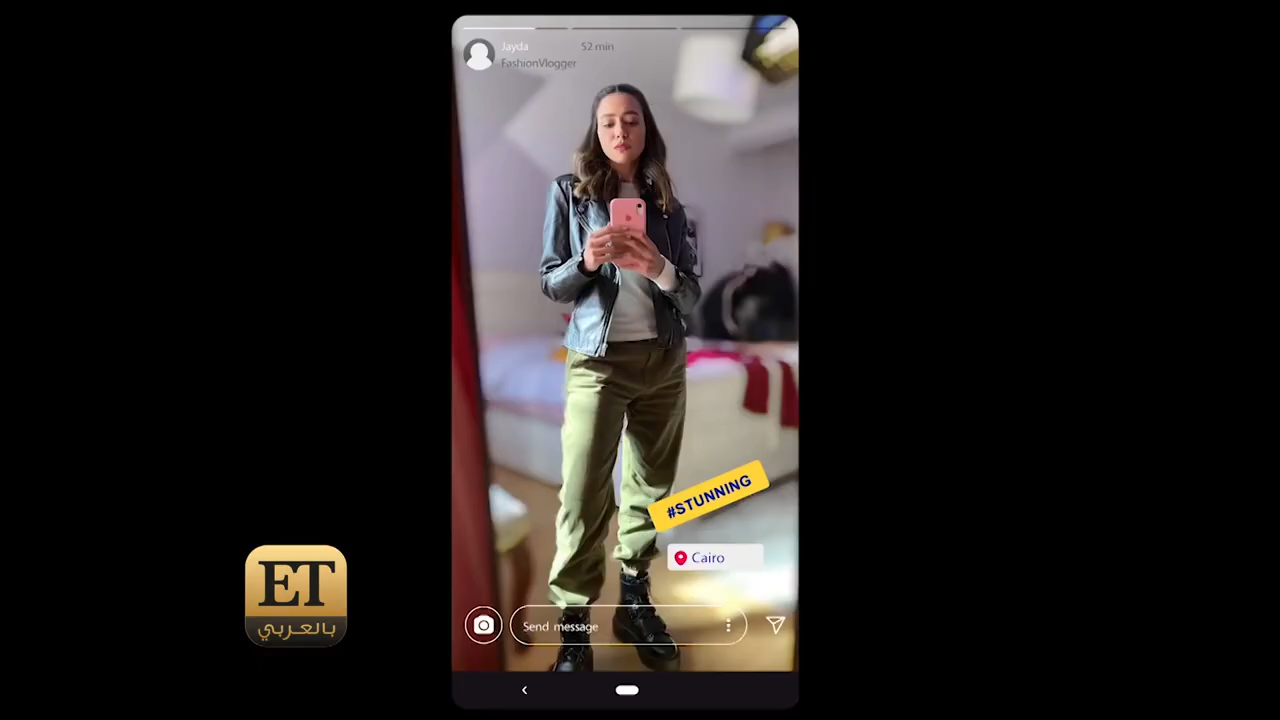 Jayda 52 min
FashionVlogger
#STUNNING
Cairo
Send message
ET
بالعربي